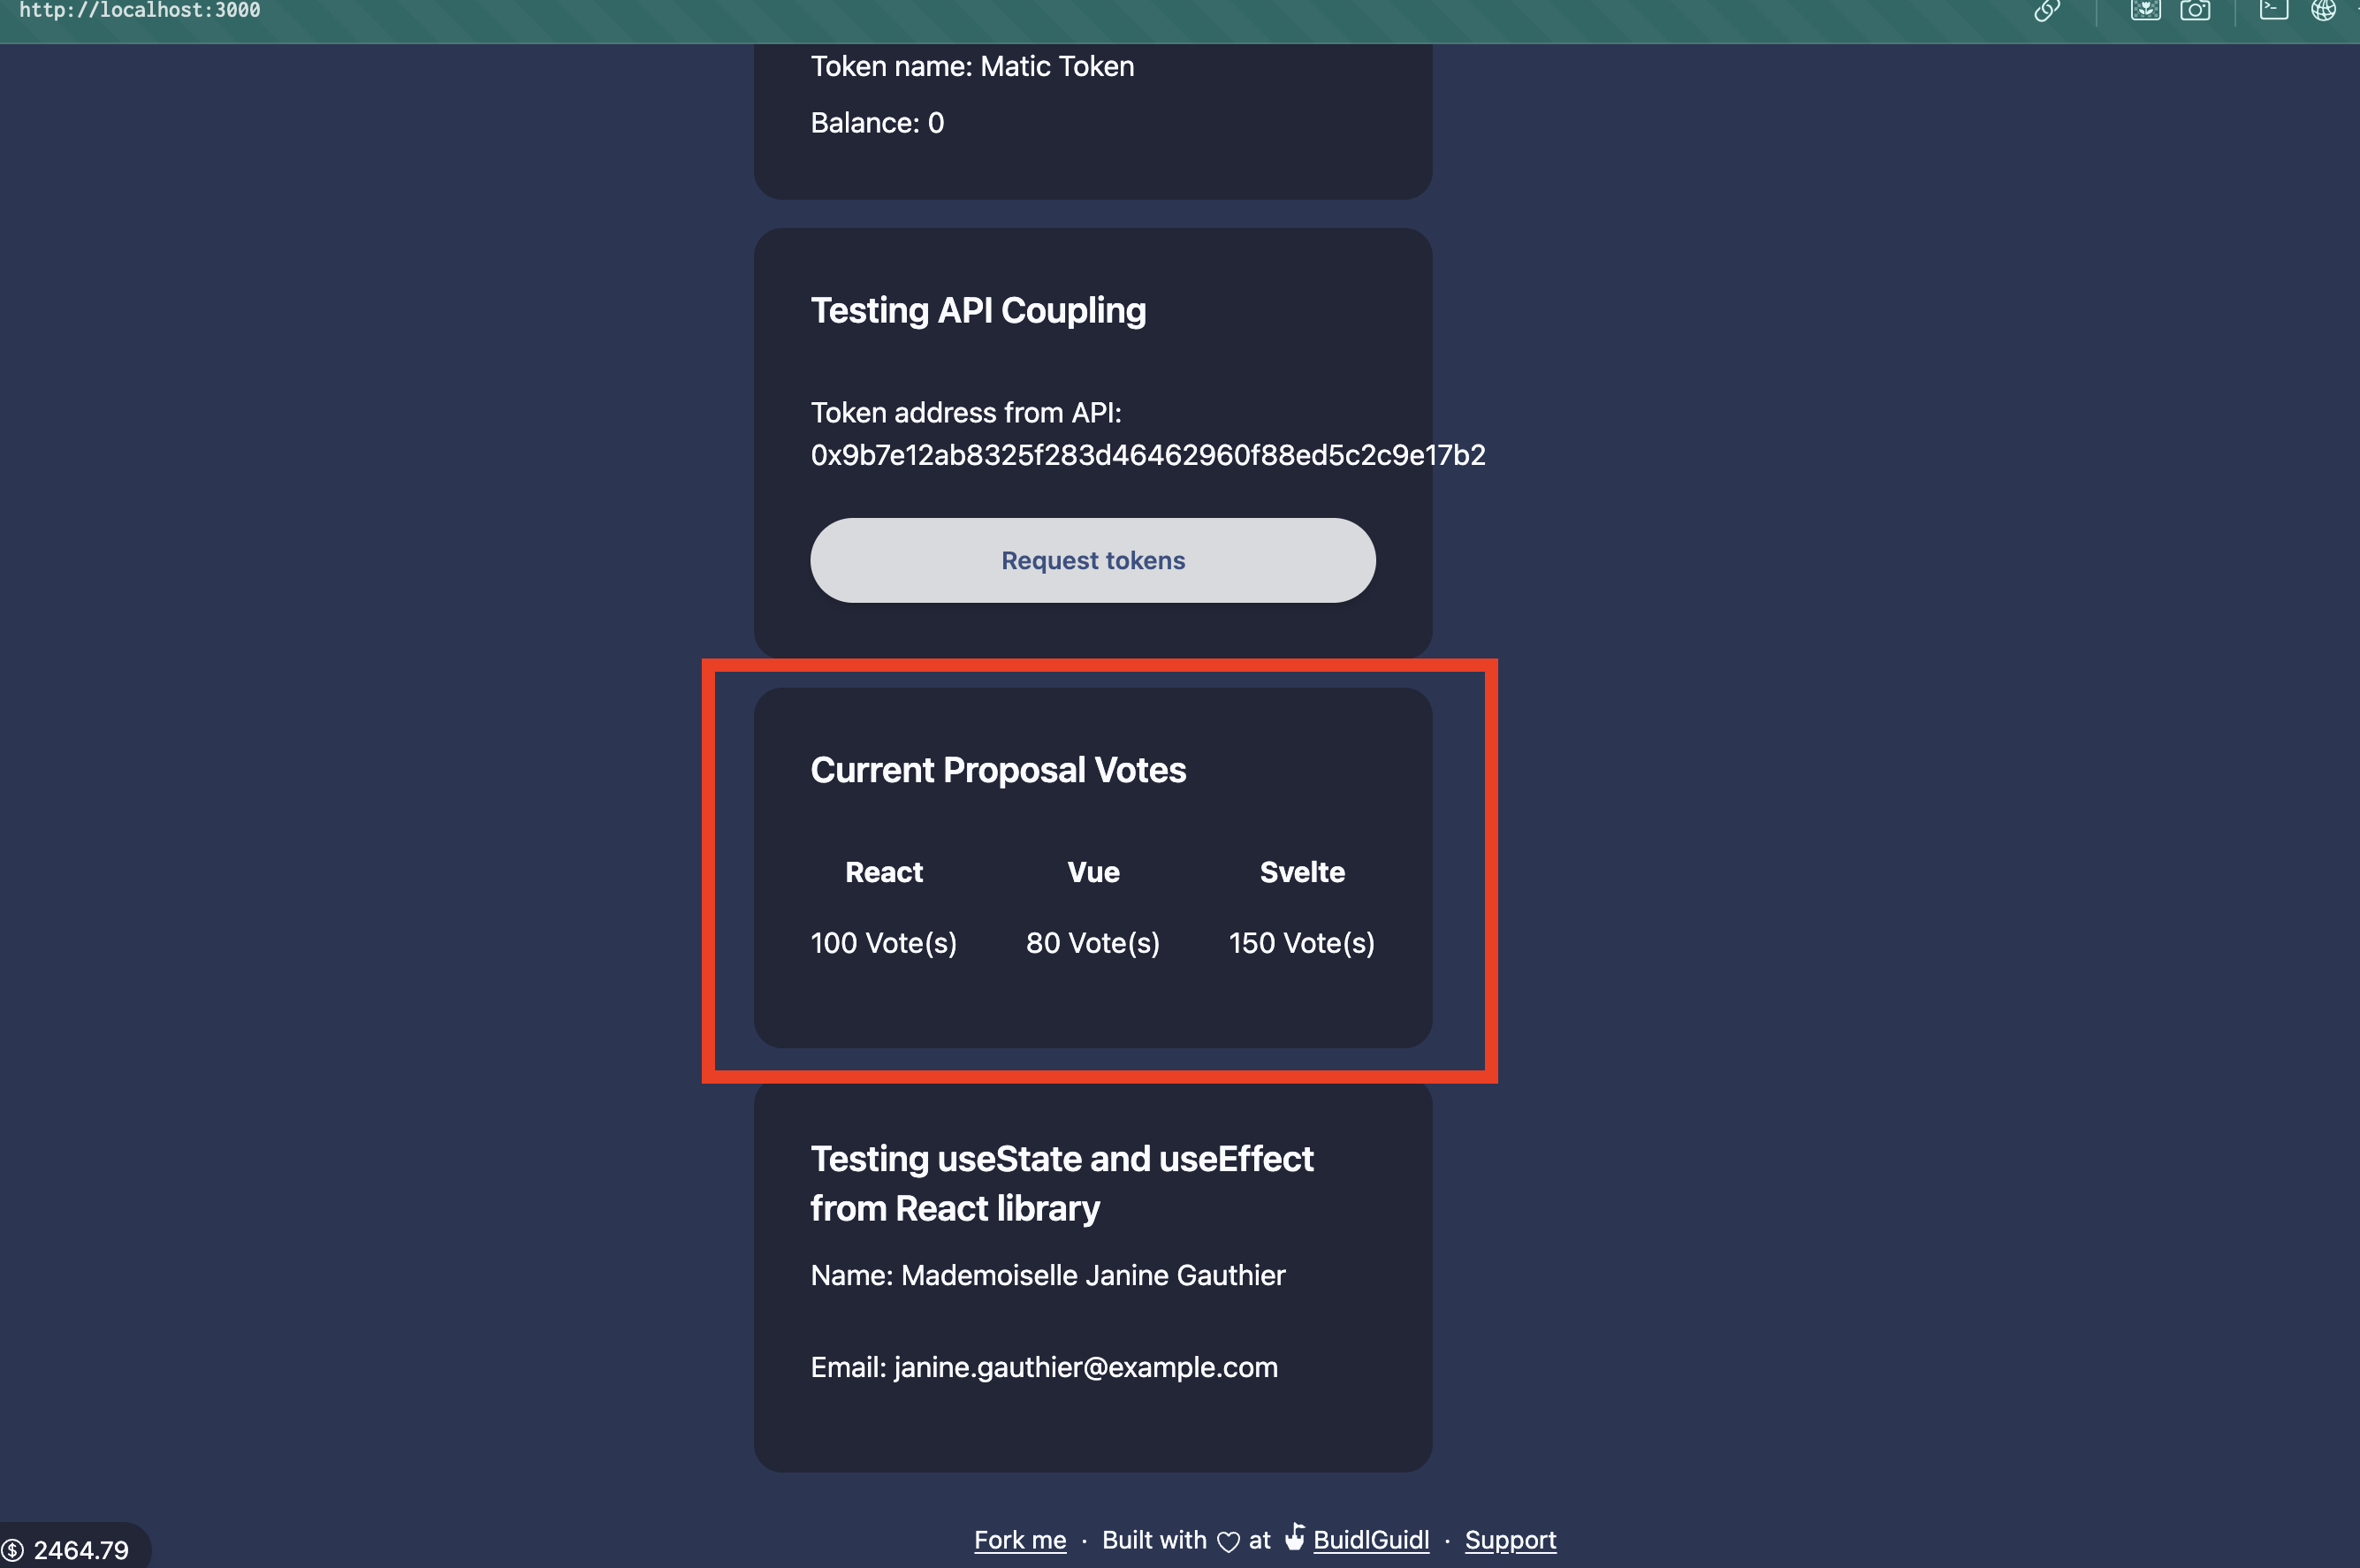 http://localhost:3000
Token name: Matic Token
Balance: 0
Testing API Coupling
Token address from API:
0x9b7e12ab8325f283d46462960f88ed5c2c9e17b2
Request tokens
Current Proposal Votes
React Vue Svelte
100 Vote(s) 80 Vote(s) 150 Vote(s)
Testing useState and useEffect
from React library
Name: Mademoiselle Janine Gauthier
Email: janine.gauthier@example.com
Fork me · Built with at BuidlGuidl · Support
2464.79